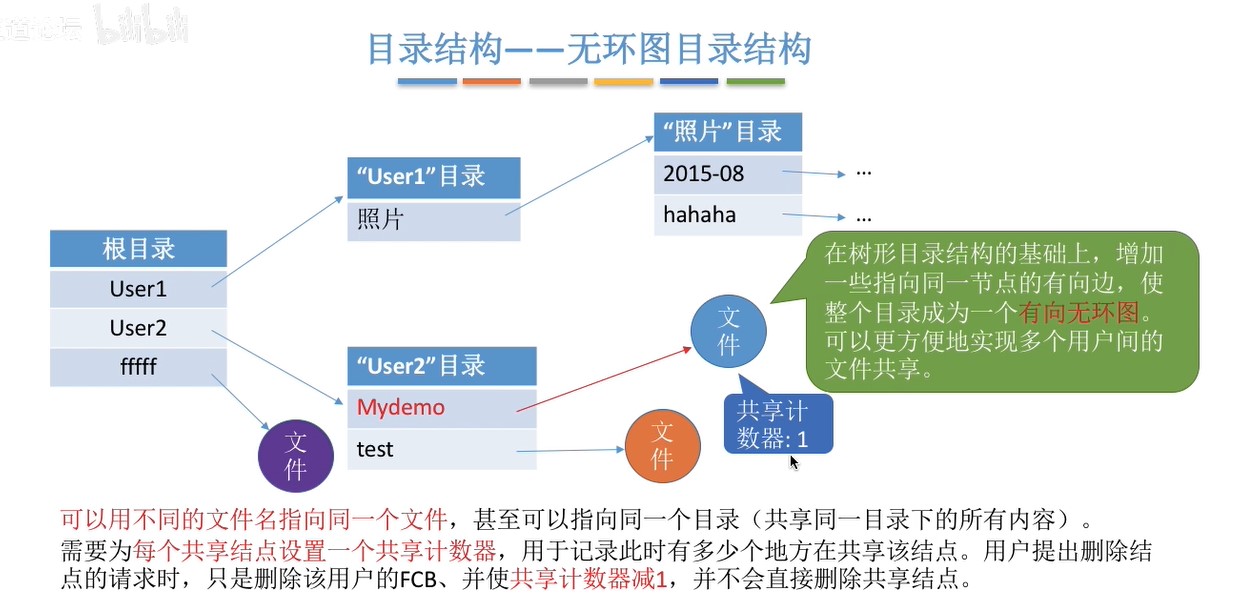 bilibili
目录结构——无环图目录结构
“照片”目录
2015-08
...
hahaha
...
“User1”目录
照片
根目录
User1
User2
fffff
在树形目录结构的基础上，增加
一些指向同一节点的有向边，使
整个目录成为一个有向无环图。
可以更方便地实现多个用户间的
文件共享。
文
件
“User2”目录
Mydemo
test
共享计
数器: 1
文
件
文
件
可以用不同的文件名指向同一个文件，甚至可以指向同一个目录（共享同一目录下的所有内容）。
需要为每个共享结点设置一个共享计数器，用于记录此时有多少个地方在共享该结点。用户提出删除结
点的请求时，只是删除该用户的FCB、并使共享计数器减1，并不会直接删除共享结点。